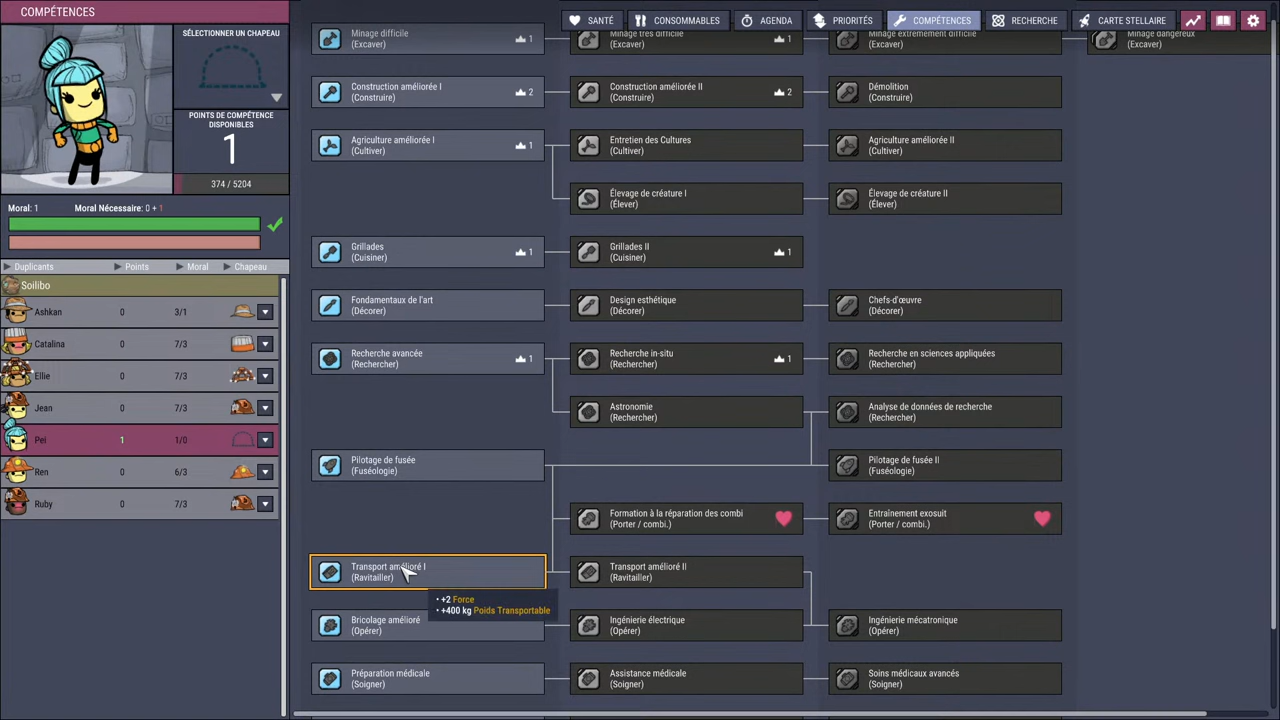 COMPÉTENCES
SANTÉ
CONSOMMABLES
AGENDA
PRIORITÉS
COMPÉTENCES
RECHERCHE
CARTE STELLAIRE
SÉLECTIONNER UN CHAPEAU
POINTS DE COMPÉTENCE
DISPONIBLES
1
374 / 5204
Moral: 1
Moral Nécessaire: 0 + 1
Duplicants
Points
Moral
Chapeau
Soilibo
Ashkan 0 3/1
Catalina 0 7/3
Ellie 0 7/3
Jean 0 7/3
Pei 1 1/0
Ren 0 6/3
Ruby 0 7/3
Minage difficile
(Excaver)
1
Minage très difficile
(Excaver)
1
Minage extrêmement difficile
(Excaver)
Minage dangereux
(Excaver)
Construction améliorée I
(Construire)
2
Construction améliorée II
(Construire)
2
Démolition
(Construire)
Agriculture améliorée I
(Cultiver)
1
Entretien des Cultures
(Cultiver)
Agriculture améliorée II
(Cultiver)
Élevage de créature I
(Élever)
Élevage de créature II
(Élever)
Grillades
(Cuisiner)
1
Grillades II
(Cuisiner)
1
Fondamentaux de l'art
(Décorer)
Design esthétique
(Décorer)
Chefs-d'œuvre
(Décorer)
Recherche avancée
(Rechercher)
1
Recherche in-situ
(Rechercher)
1
Recherche en sciences appliquées
(Rechercher)
Astronomie
(Rechercher)
Analyse de données de recherche
(Rechercher)
Pilotage de fusée
(Fuséologie)
Pilotage de fusée II
(Fuséologie)
Formation à la réparation des combi
(Porter / combi.)
Entraînement exosuit
(Porter / combi.)
Transport amélioré I
(Ravitailler)
Transport amélioré II
(Ravitailler)
• +2 Force
• +400 kg Poids Transportable
Bricolage amélioré
(Opérer)
Ingénierie électrique
(Opérer)
Ingénierie mécatronique
(Opérer)
Préparation médicale
(Soigner)
Assistance médicale
(Soigner)
Soins médicaux avancés
(Soigner)